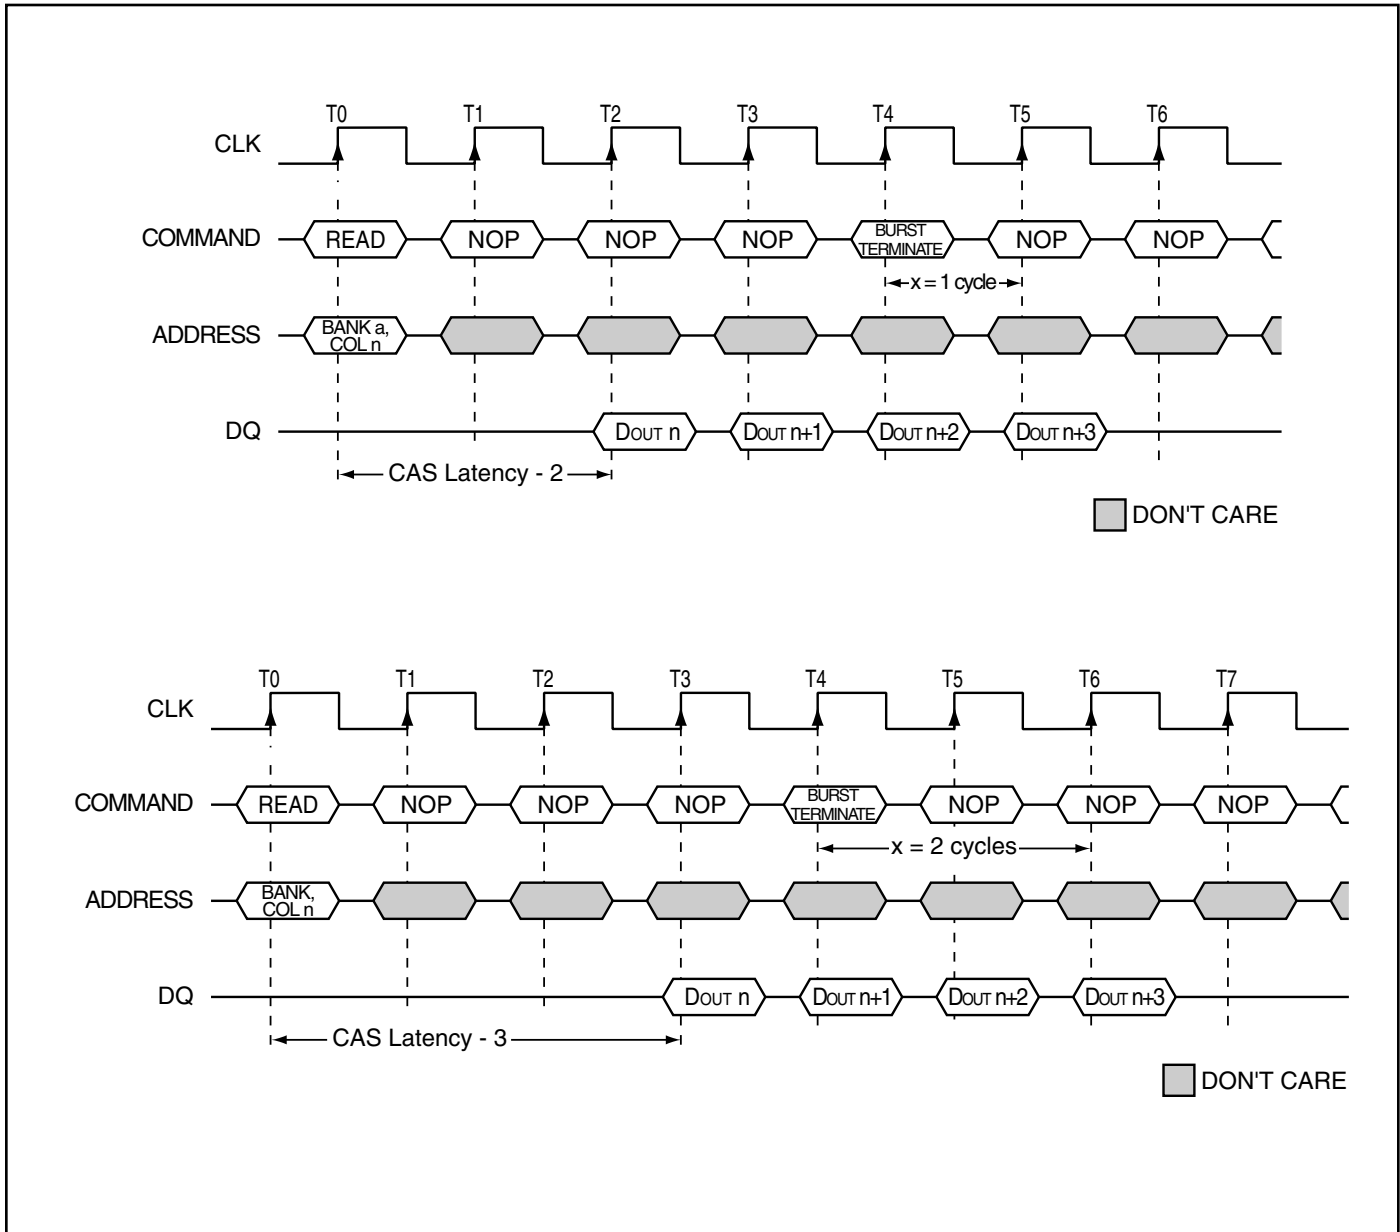 T0 T1 T2 T3 T4 T5 T6
CLK
COMMAND READ NOP NOP NOP BURST TERMINATE NOP NOP
x = 1 cycle
ADDRESS BANK a, COL n
DQ DOUT n DOUT n+1 DOUT n+2 DOUT n+3
CAS Latency - 2
DON'T CARE
T0 T1 T2 T3 T4 T5 T6 T7
CLK
COMMAND READ NOP NOP NOP BURST TERMINATE NOP NOP NOP
x = 2 cycles
ADDRESS BANK, COL n
DQ DOUT n DOUT n+1 DOUT n+2 DOUT n+3
CAS Latency - 3
DON'T CARE